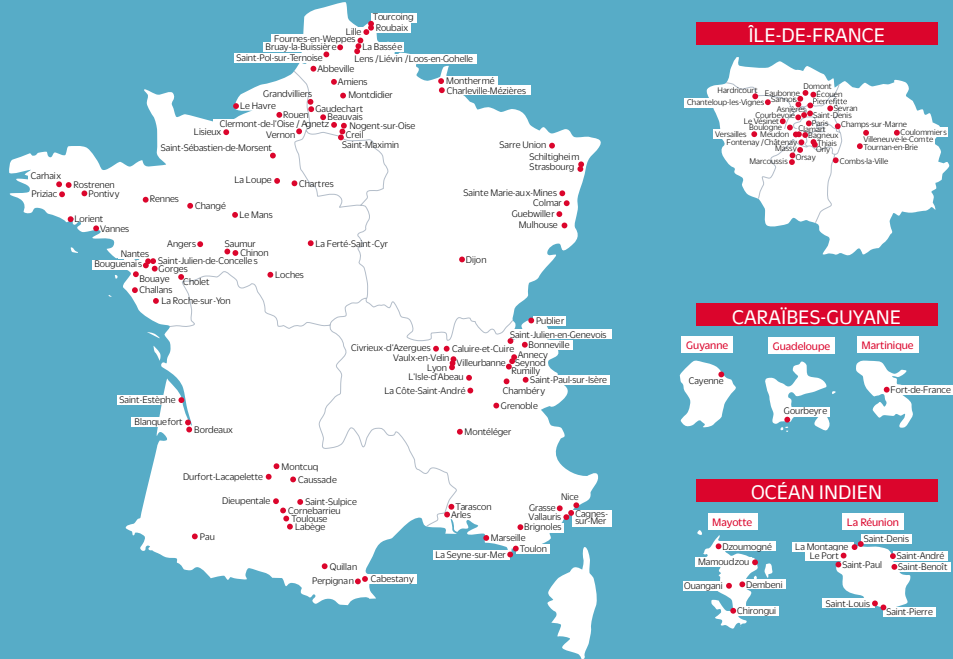 Tourcoing
Roubaix
Lille
Fournes-en-Weppes
Bruay-la-Buissière
La Bassée
Saint-Pol-sur-Ternoise
Lens /Liévin /Loos-en-Gohelle
Abbeville
Amiens
Monthermé
Charleville-Mézières
Montdidier
Grandvilliers
Gaudechart
Le Havre
Rouen
Beauvais
Clermont-de-l'Oise / Agnetz
Nogent-sur-Oise
Lisieux
Vernon
Creil
Saint-Maximin
Saint-Sébastien-de-Morsent
Sarre Union
Schiltigheim
Strasbourg
Carhaix
Rostrenen
Priziac
Pontivy
La Loupe
Chartres
Sainte Marie-aux-Mines
Colmar
Rennes
Changé
Le Mans
Guebwiller
Mulhouse
Lorient
Vannes
Angers
Saumur
Chinon
La Ferté-Saint-Cyr
Nantes
Saint-Julien-de-Concelles
Bouguenais
Gorges
Dijon
Bouaye
Cholet
Loches
Challans
La Roche-sur-Yon
Publier
Saint-Julien-en-Genevois
Bonneville
Civrieux-d'Azergues
Caluire-et-Cuire
Annecy
Vaulx-en-Velin
Villeurbanne
Seynod
Lyon
Rumilly
L'Isle-d'Abeau
Saint-Paul-sur-Isère
La Côte-Saint-André
Chambéry
Saint-Estèphe
Grenoble
Blanquefort
Bordeaux
Montéléger
Montcuq
Durfort-Lacapelette
Caussade
Dieupentale
Saint-Sulpice
Cornebarrieu
Toulouse
Labège
Pau
Tarascon
Arles
Nice
Grasse
Vallauris
Cagnes-
sur-Mer
Brignoles
Marseille
Toulon
La Seyne-sur-Mer
Quillan
Perpignan
Cabestany
ÎLE-DE-FRANCE
Domont
Hardricourt
Eaubonne
Ecouen
Chanteloup-les-Vignes
Sannois
Pierrefitte
Asnières
Sevran
Courbevoie
Saint-Denis
Le Vésinet
Paris
Champs-sur-Marne
Boulogne
Clamart
Versailles
Meudon
Bagneux
Coulommiers
Fontenay / Châtenay
Thiais
Villeneuve-le-Comte
Massy
Orly
Tournan-en-Brie
Marcoussis
Orsay
Combs-la-Ville
CARAÏBES-GUYANE
Guyanne
Guadeloupe
Martinique
Cayenne
Fort-de-France
Gourbeyre
OCÉAN INDIEN
Mayotte
La Réunion
Dzoumogné
Mamoudzou
Ouangani
Dembeni
Chirongui
Saint-Denis
La Montagne
Le Port
Saint-André
Saint-Paul
Saint-Benoît
Saint-Louis
Saint-Pierre